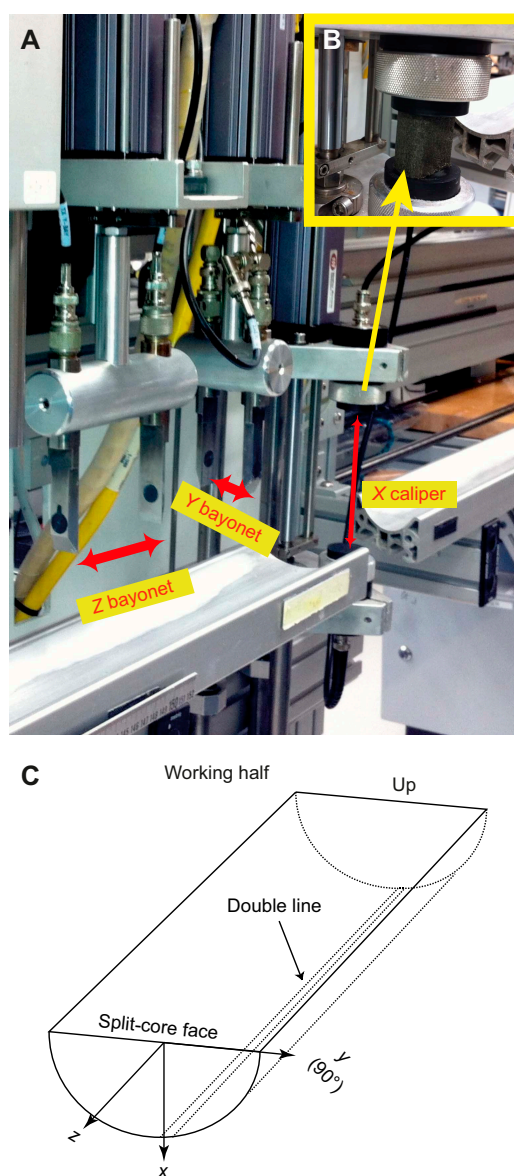 A
B
X caliper
Y bayonet
Z bayonet
C
Working half
Up
Double line
Split-core face
y
(90°)
z
x